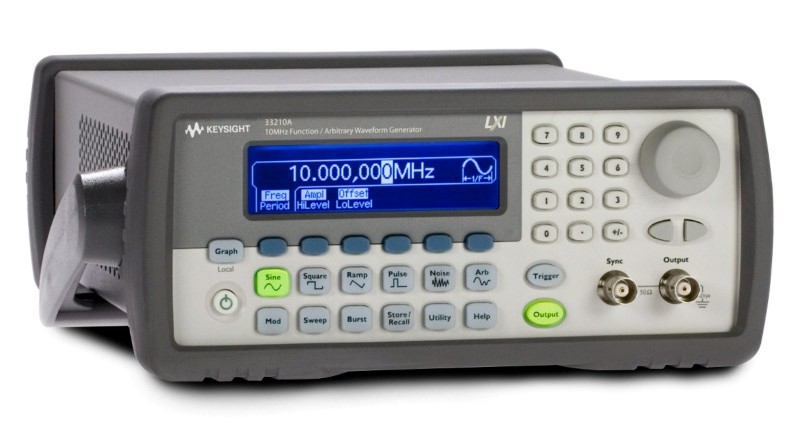 KEYSIGHT
33210A
10MHz Function / Arbitrary Waveform Generator
LXI
10.000,000MHz
1/F
Freq Ampl Offset
Period HiLevel LoLevel
7 8 9
4 5 6
1 2 3
0 . +/-
Graph
Local
Sine Square Ramp Pulse Noise Arb
Mod Sweep Burst Store/
Recall Utility Help
Trigger
Output
Sync Output
50Ω